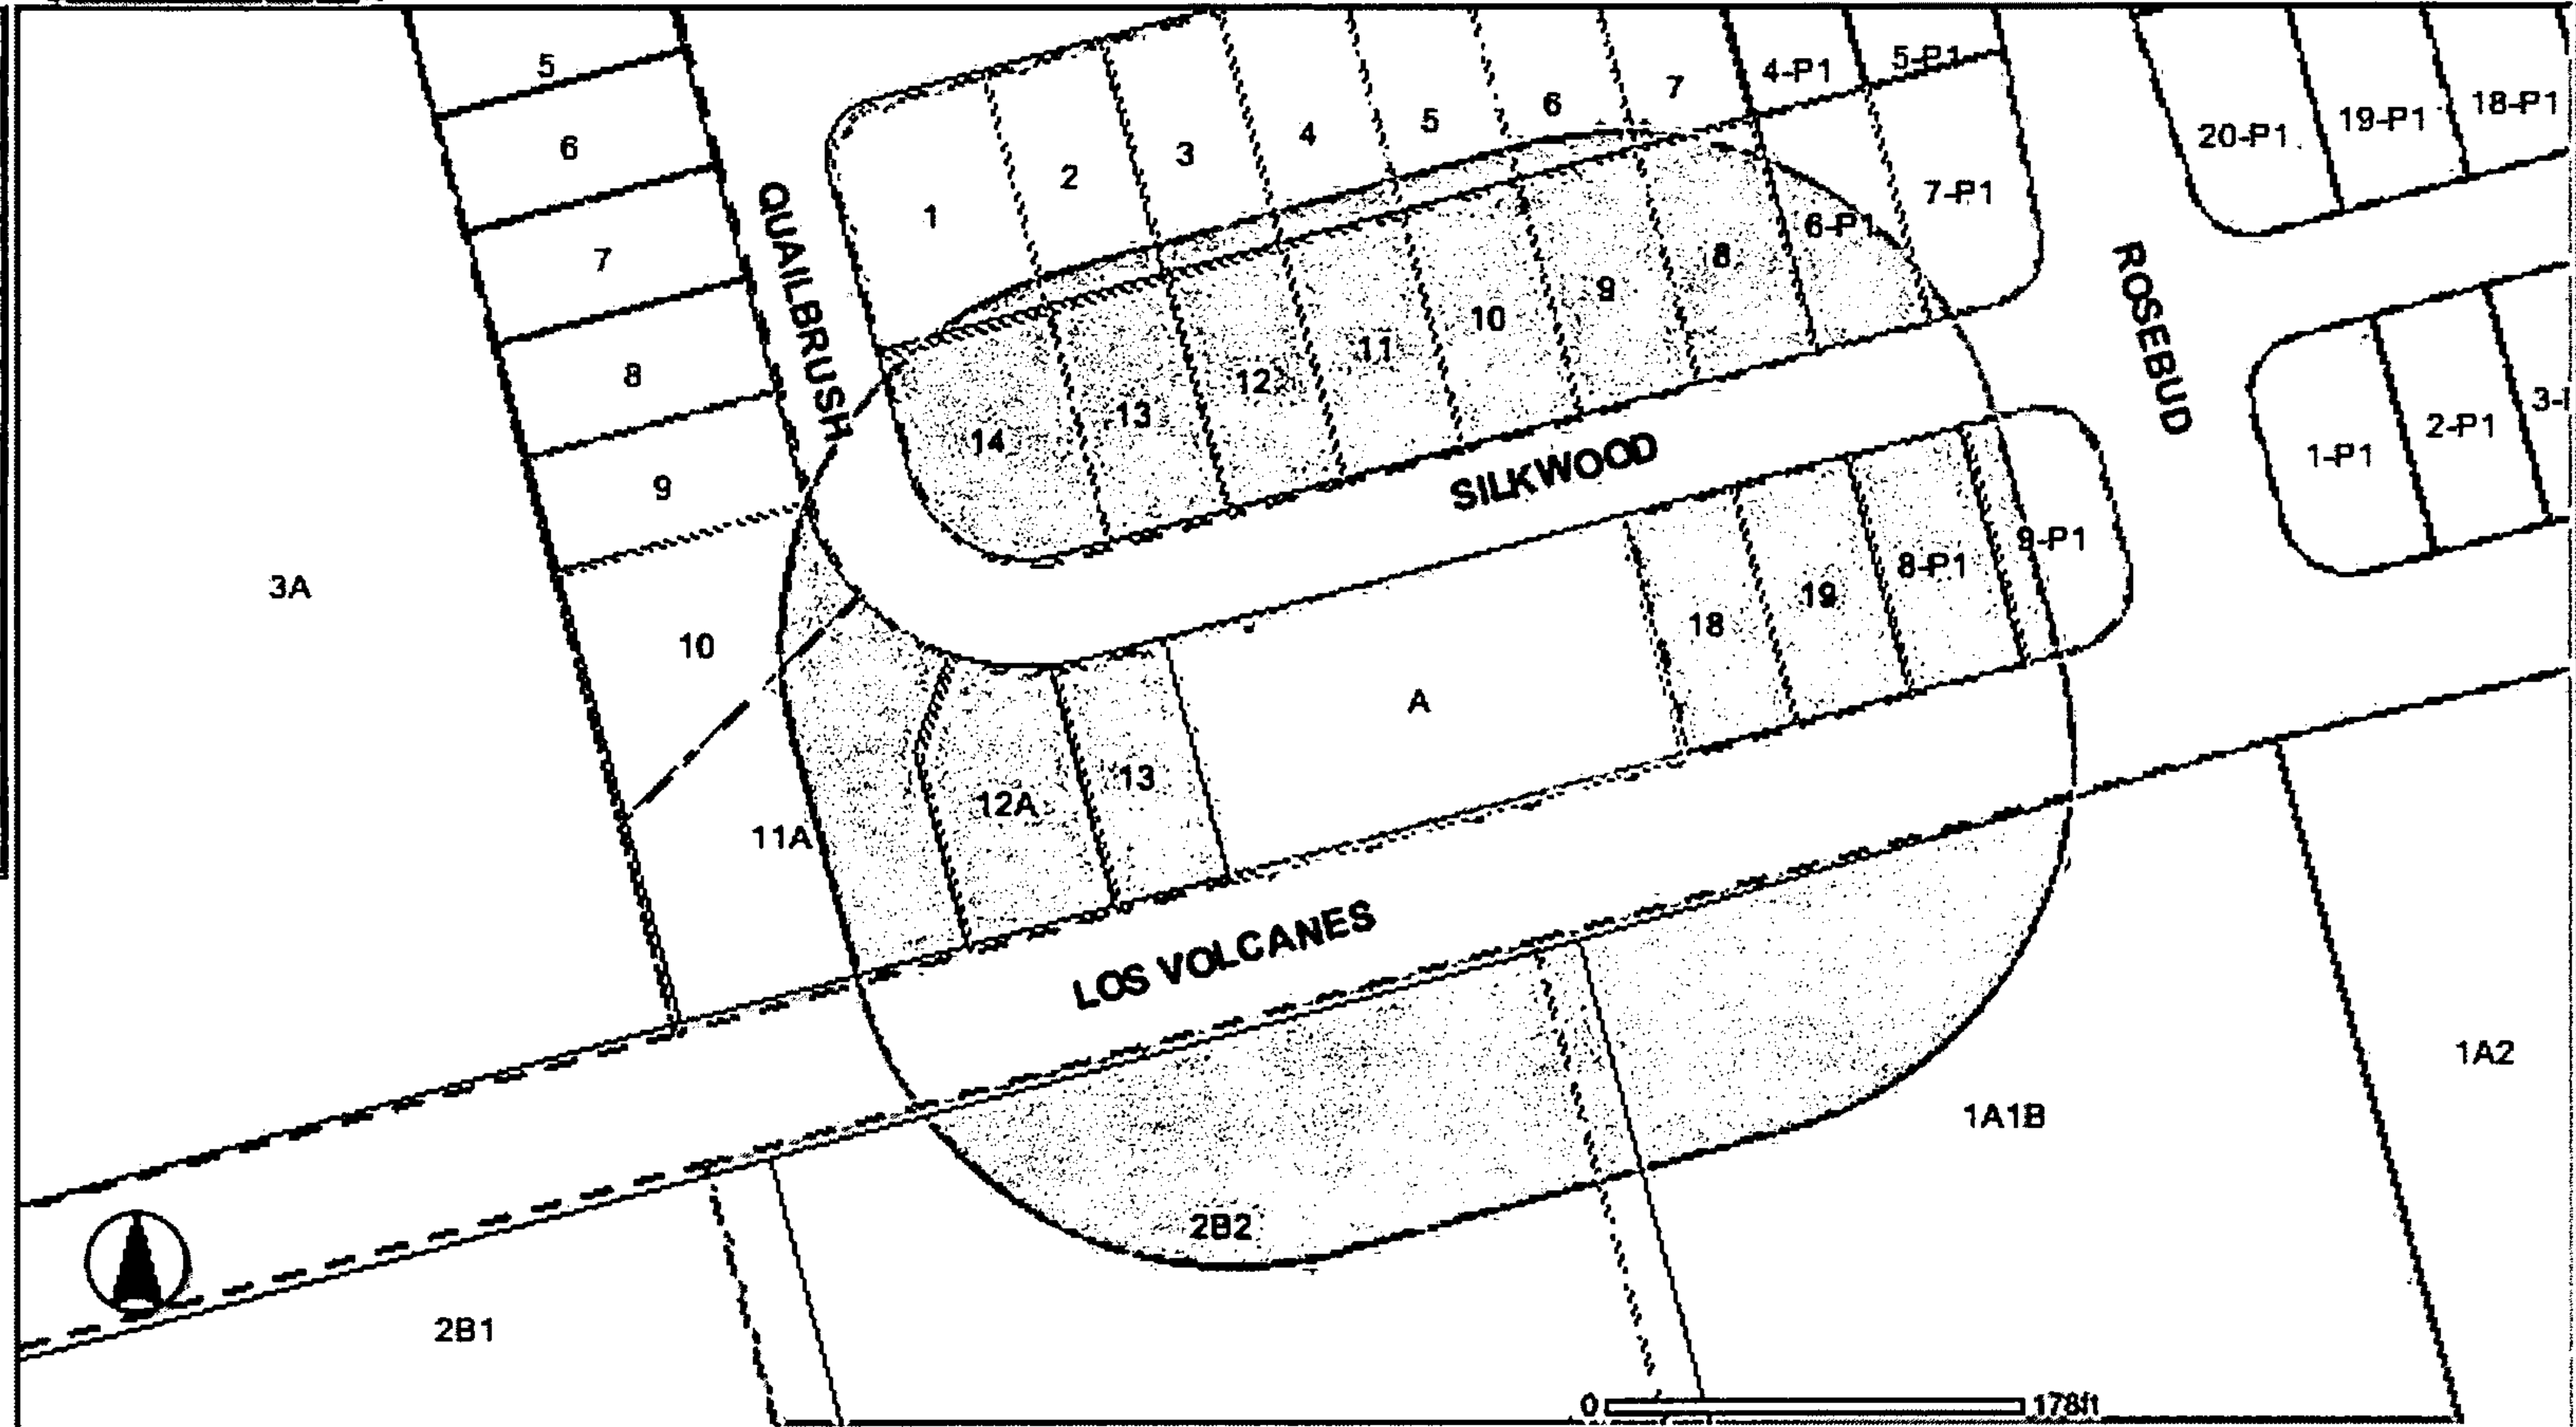 5
6
7
8
9
10
3A
11A
QUAILBRUSH
1
2
3
4
5
6
7
4-P1
5-P1
6-P1
7-P1
14
13
12
11
10
9
8
SILKWOOD
ROSEBUD
20-P1
19-P1
18-P1
1-P1
2-P1
12A
13
A
18
19
8-P1
9-P1
LOS VOLCANES
2B1
2B2
1A1B
1A2
0 178ft